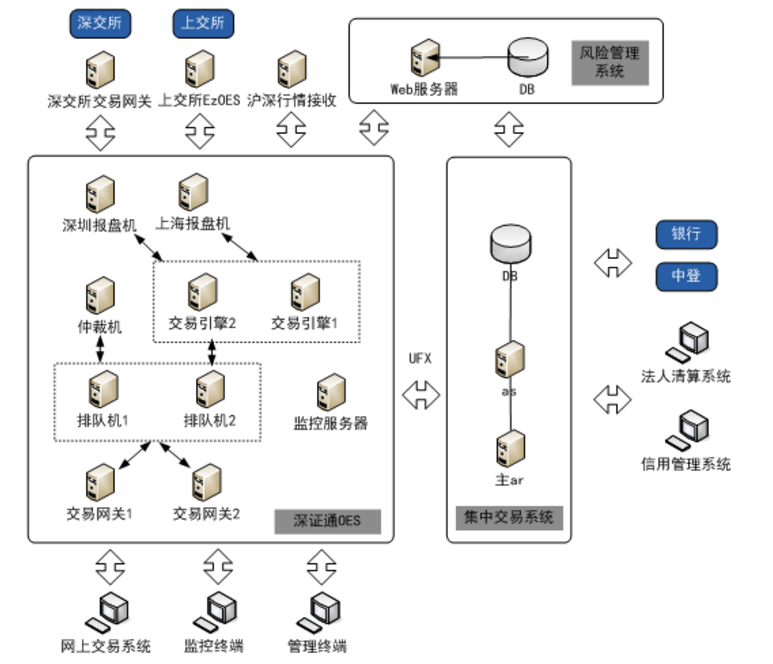 深交所
上交所
深交所交易网关
上交所EzOES
沪深行情接收
Web服务器
DB
风险管理
系统
深圳报盘机
上海报盘机
仲裁机
交易引擎2
交易引擎1
排队机1
排队机2
监控服务器
交易网关1
交易网关2
深证通OES
UFX
DB
as
主ar
集中交易系统
银行
中登
法人清算系统
信用管理系统
网上交易系统
监控终端
管理终端